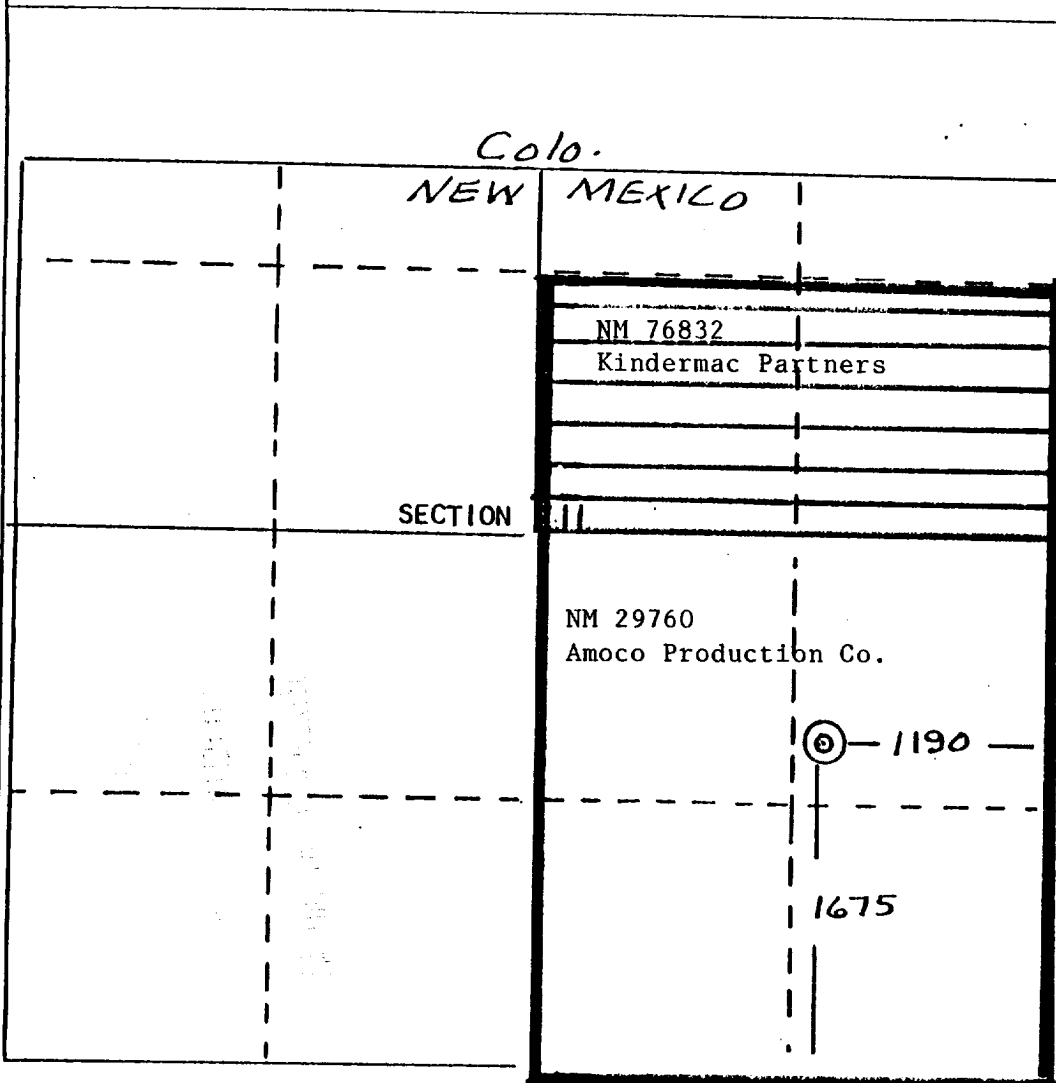 Colo.
NEW MEXICO
NM 76832
Kindermac Partners
SECTION 11
NM 29760
Amoco Production Co.
1190
1675